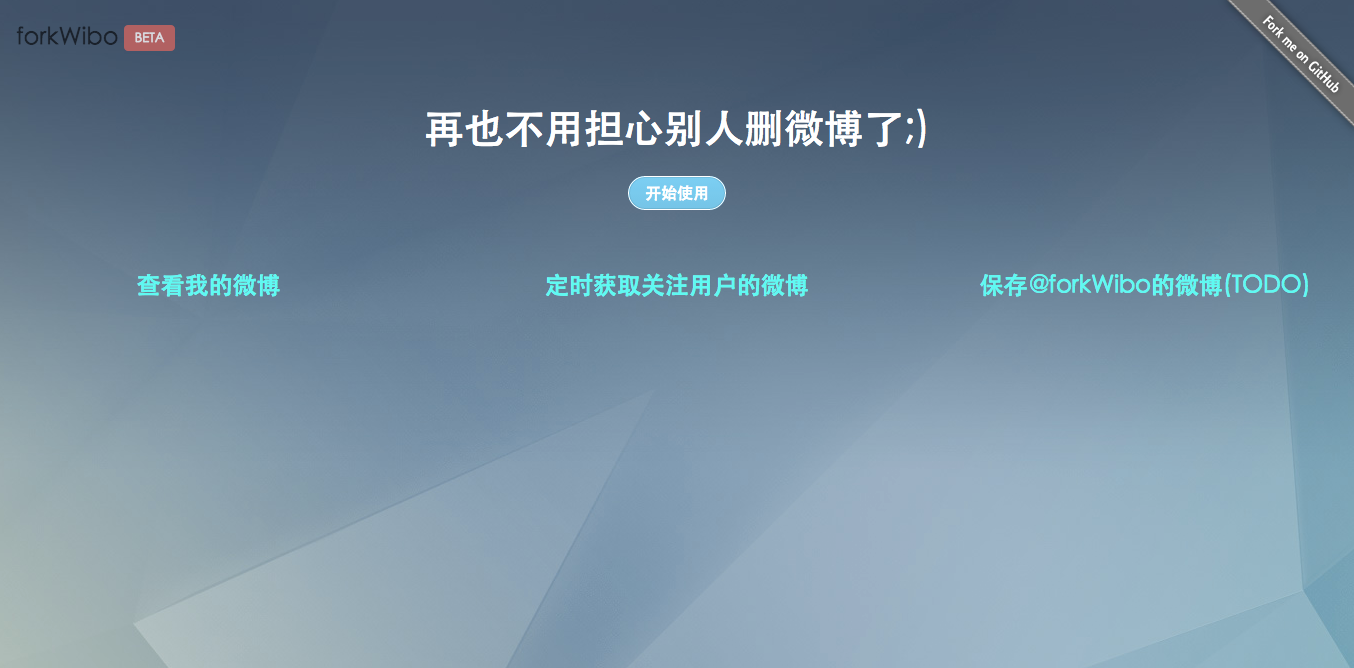 forkWibo BETA
Fork me on GitHub
再也不用担心别人删微博了;)
开始使用
查看我的微博
定时获取关注用户的微博
保存@forkWibo的微博(TODO)